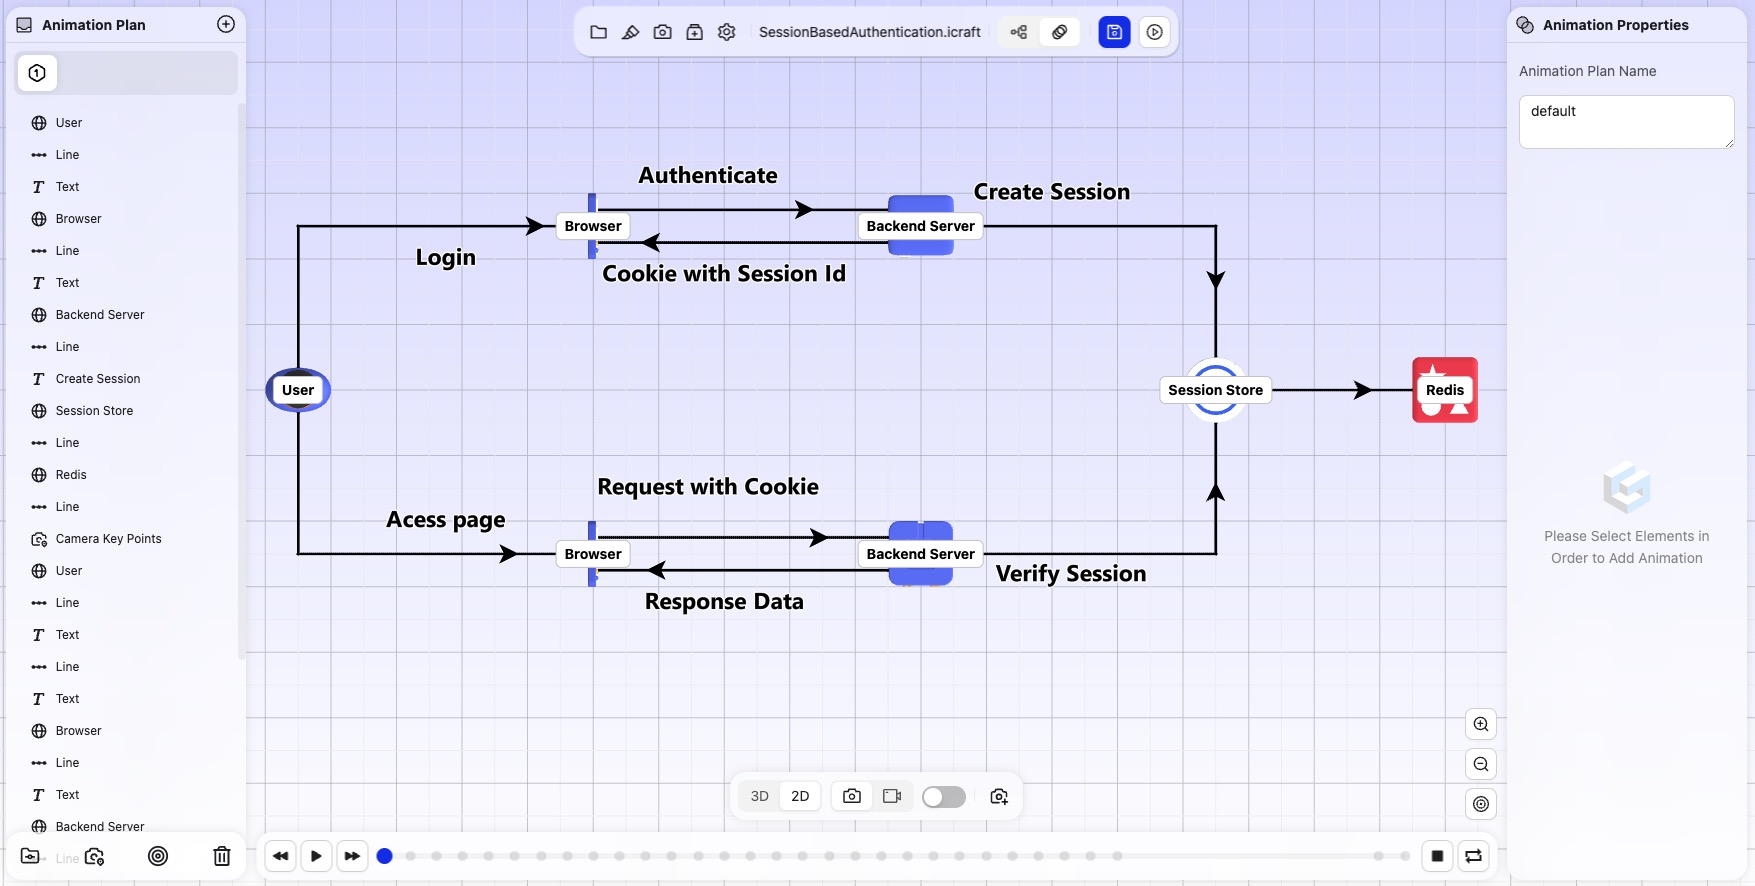 Animation Plan
1
User
Line
Text
Browser
Line
Text
Backend Server
Line
Create Session
Session Store
Line
Redis
Line
Camera Key Points
User
Line
Text
Line
Text
Browser
Line
Text
Backend Server
Line
SessionBasedAuthentication.icraft
Authenticate
Create Session
Browser
Backend Server
Login
Cookie with Session Id
User
Session Store
Redis
Request with Cookie
Acess page
Browser
Backend Server
Verify Session
Response Data
3D
2D
Animation Properties
Animation Plan Name
default
Please Select Elements in
Order to Add Animation